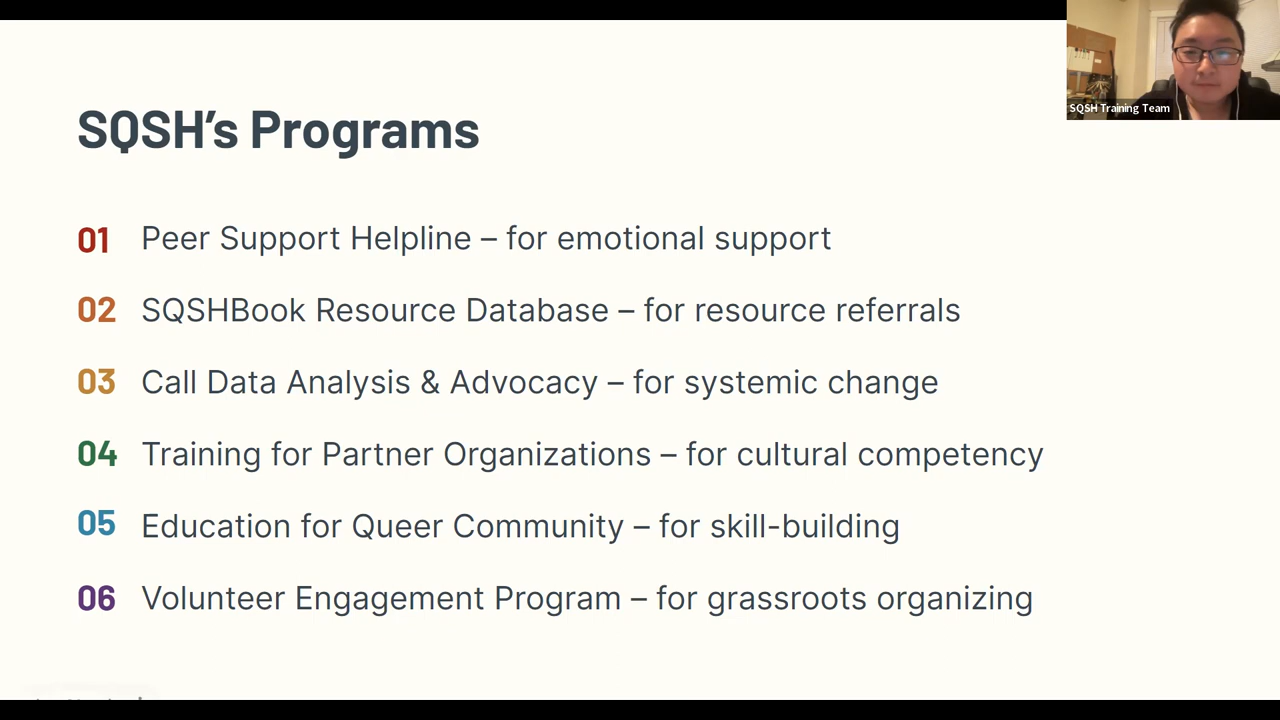 SQSH's Programs
SQSH Training Team
01 Peer Support Helpline – for emotional support
02 SQSHBook Resource Database – for resource referrals
03 Call Data Analysis & Advocacy – for systemic change
04 Training for Partner Organizations – for cultural competency
05 Education for Queer Community – for skill-building
06 Volunteer Engagement Program – for grassroots organizing